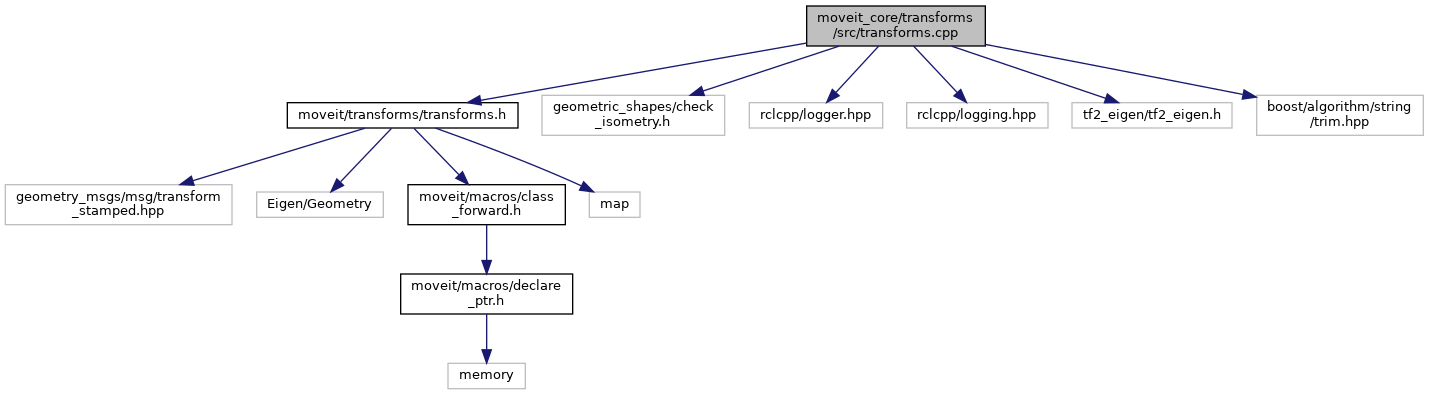 moveit_core/transforms
/src/transforms.cpp
moveit/transforms/transforms.h
geometric_shapes/check
_isometry.h
rclcpp/logger.hpp
rclcpp/logging.hpp
tf2_eigen/tf2_eigen.h
boost/algorithm/string
/trim.hpp
geometry_msgs/msg/transform
_stamped.hpp
Eigen/Geometry
moveit/macros/class
_forward.h
map
moveit/macros/declare
_ptr.h
memory